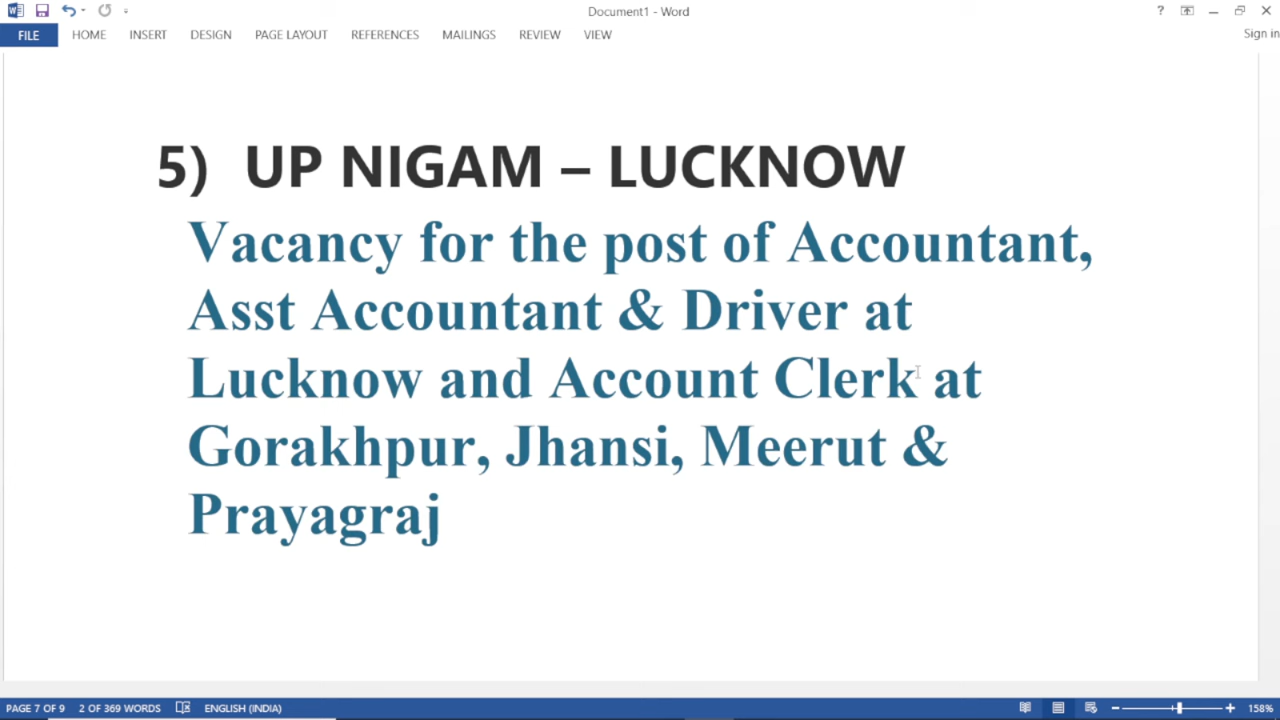 Document1 - Word
FILE HOME INSERT DESIGN PAGE LAYOUT REFERENCES MAILINGS REVIEW VIEW Sign in
5) UP NIGAM – LUCKNOW
Vacancy for the post of Accountant,
Asst Accountant & Driver at
Lucknow and Account Clerk at
Gorakhpur, Jhansi, Meerut &
Prayagraj
PAGE 7 OF 9 2 OF 369 WORDS ENGLISH (INDIA) 158%